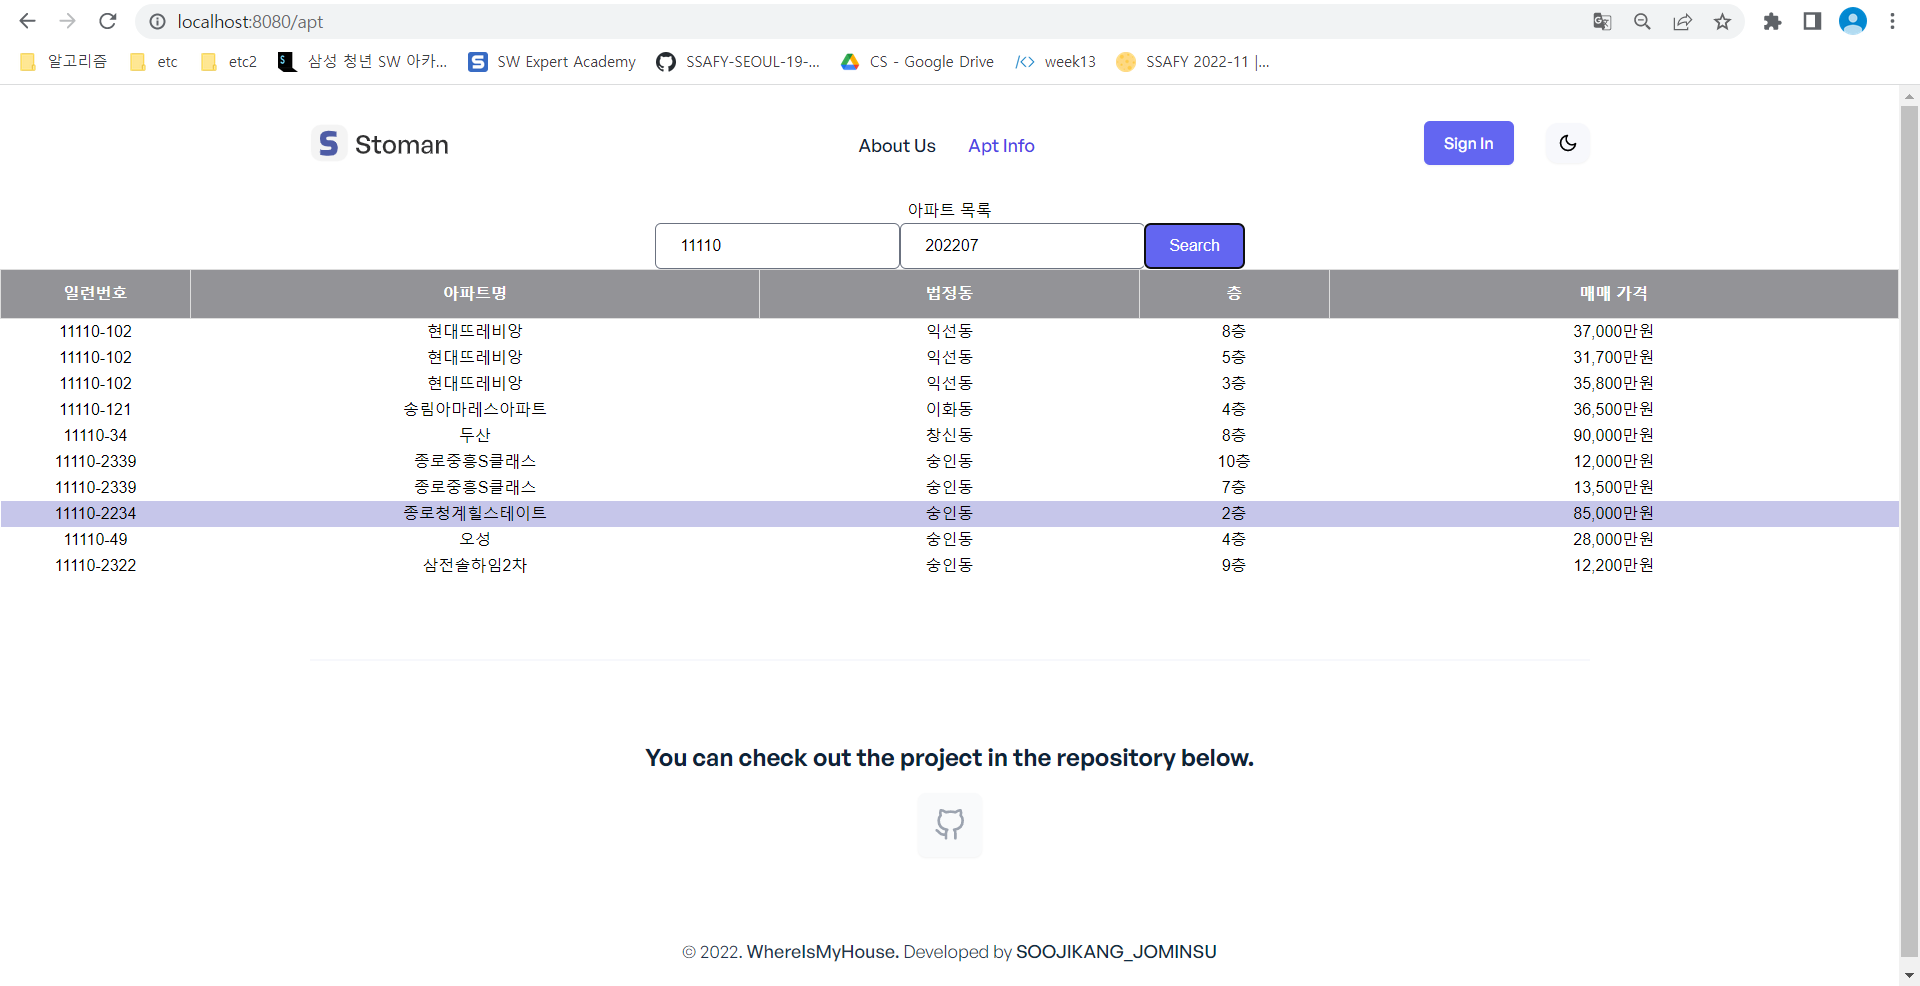 localhost:8080/apt
알고리즘 etc etc2 삼성 청년 SW 아카... SW Expert Academy SSAFY-SEOUL-19-... CS - Google Drive week13 SSAFY 2022-11 |...
S Stoman About Us Apt Info Sign In
아파트 목록
11110 202207 Search
일련번호 아파트명 법정동 층 매매 가격
11110-102 현대뜨레비앙 익선동 8층 37,000만원
11110-102 현대뜨레비앙 익선동 5층 31,700만원
11110-102 현대뜨레비앙 익선동 3층 35,800만원
11110-121 송림아마레스아파트 이화동 4층 36,500만원
11110-34 두산 창신동 8층 90,000만원
11110-2339 종로중흥S클래스 숭인동 10층 12,000만원
11110-2339 종로중흥S클래스 숭인동 7층 13,500만원
11110-2234 종로청계힐스테이트 숭인동 2층 85,000만원
11110-49 오성 숭인동 4층 28,000만원
11110-2322 삼전솔하임2차 숭인동 9층 12,200만원
You can check out the project in the repository below.
© 2022. WhereIsMyHouse. Developed by SOOJIKANG_JOMINSU